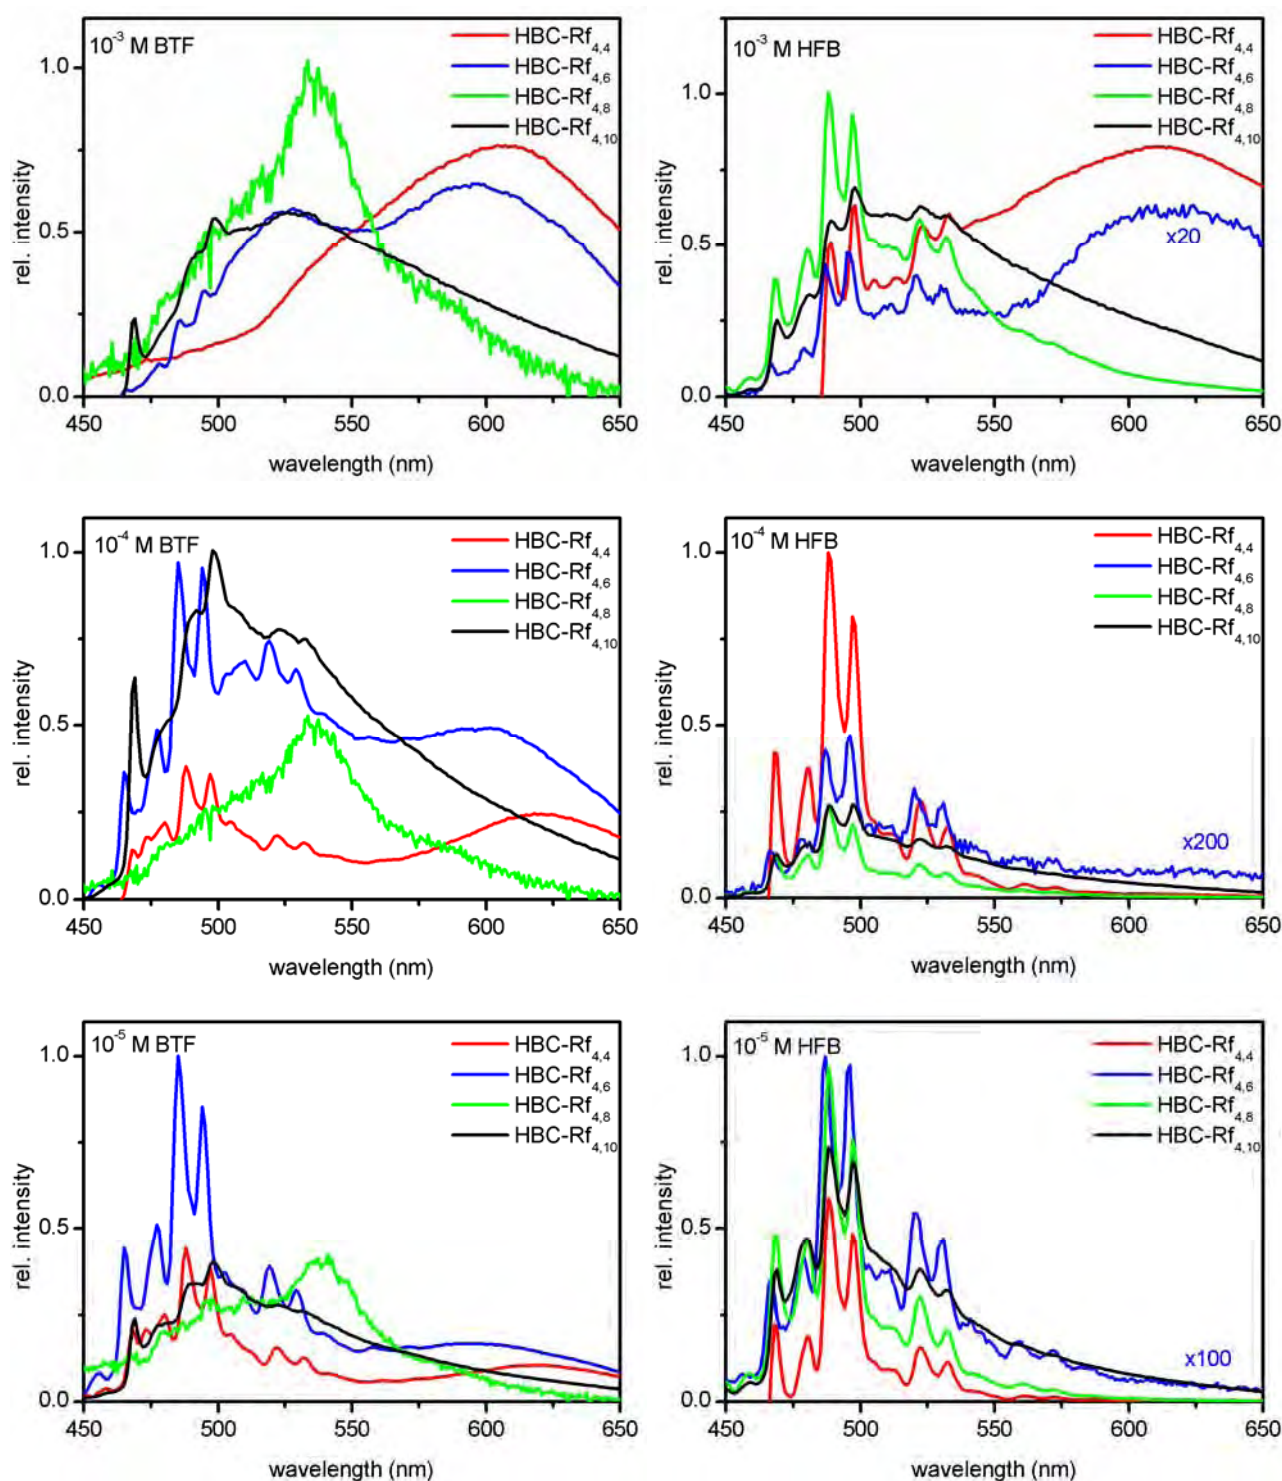 10⁻³ M BTF
HBC-Rf₄,₄
HBC-Rf₄,₆
HBC-Rf₄,₈
HBC-Rf₄,₁₀
1.0
0.5
0.0
rel. intensity
450 500 550 600 650
wavelength (nm)
10⁻³ M HFB
HBC-Rf₄,₄
HBC-Rf₄,₆
HBC-Rf₄,₈
HBC-Rf₄,₁₀
x20
1.0
0.5
0.0
rel. intensity
450 500 550 600 650
wavelength (nm)
10⁻⁴ M BTF
HBC-Rf₄,₄
HBC-Rf₄,₆
HBC-Rf₄,₈
HBC-Rf₄,₁₀
1.0
0.5
0.0
rel. intensity
450 500 550 600 650
wavelength (nm)
10⁻⁴ M HFB
HBC-Rf₄,₄
HBC-Rf₄,₆
HBC-Rf₄,₈
HBC-Rf₄,₁₀
x200
1.0
0.5
0.0
rel. intensity
450 500 550 600 650
wavelength (nm)
10⁻⁵ M BTF
HBC-Rf₄,₄
HBC-Rf₄,₆
HBC-Rf₄,₈
HBC-Rf₄,₁₀
1.0
0.5
0.0
rel. intensity
450 500 550 600 650
wavelength (nm)
10⁻⁵ M HFB
HBC-Rf₄,₄
HBC-Rf₄,₆
HBC-Rf₄,₈
HBC-Rf₄,₁₀
x100
1.0
0.5
0.0
rel. intensity
450 500 550 600 650
wavelength (nm)